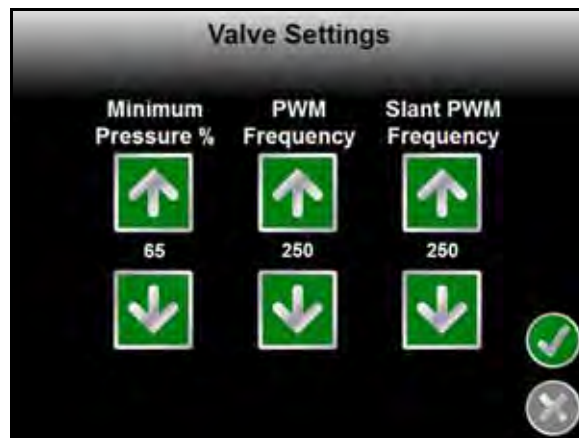 Valve Settings
Minimum Pressure %
PWM Frequency
Slant PWM Frequency
65
250
250